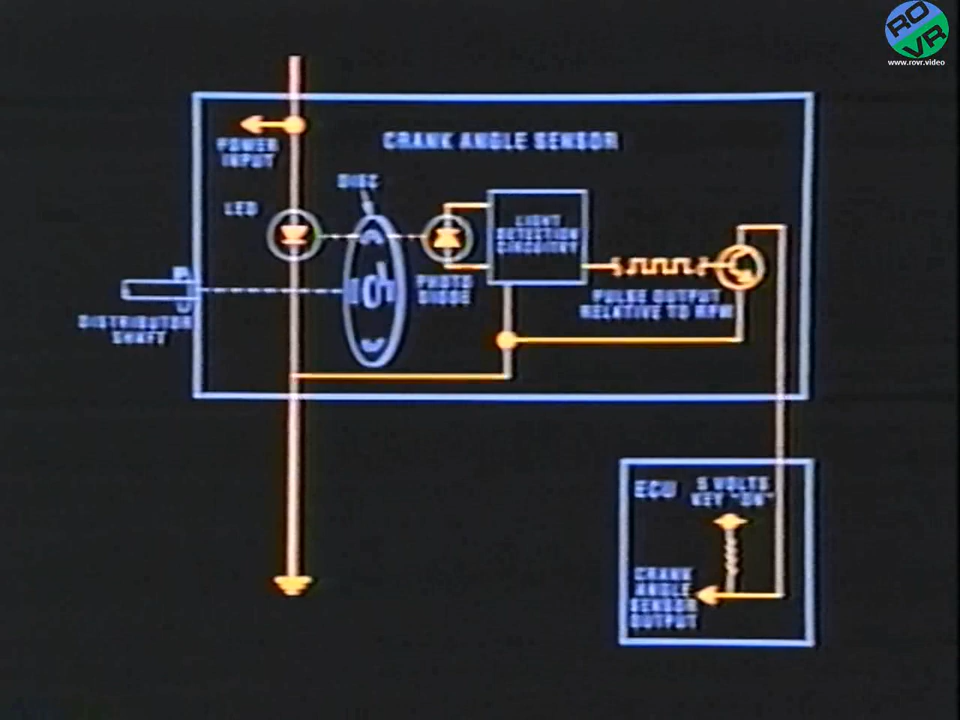 RO
VR
www.rovr.video
CRANK ANGLE SENSOR
POWER
INPUT
DISC
LED
LIGHT
DETECTION
CIRCUITRY
PHOTO
DIODE
PULSE OUTPUT
RELATIVE TO RPM
DISTRIBUTOR
SHAFT
ECU
5 VOLTS
KEY "ON"
CRANK
ANGLE
SENSOR
OUTPUT